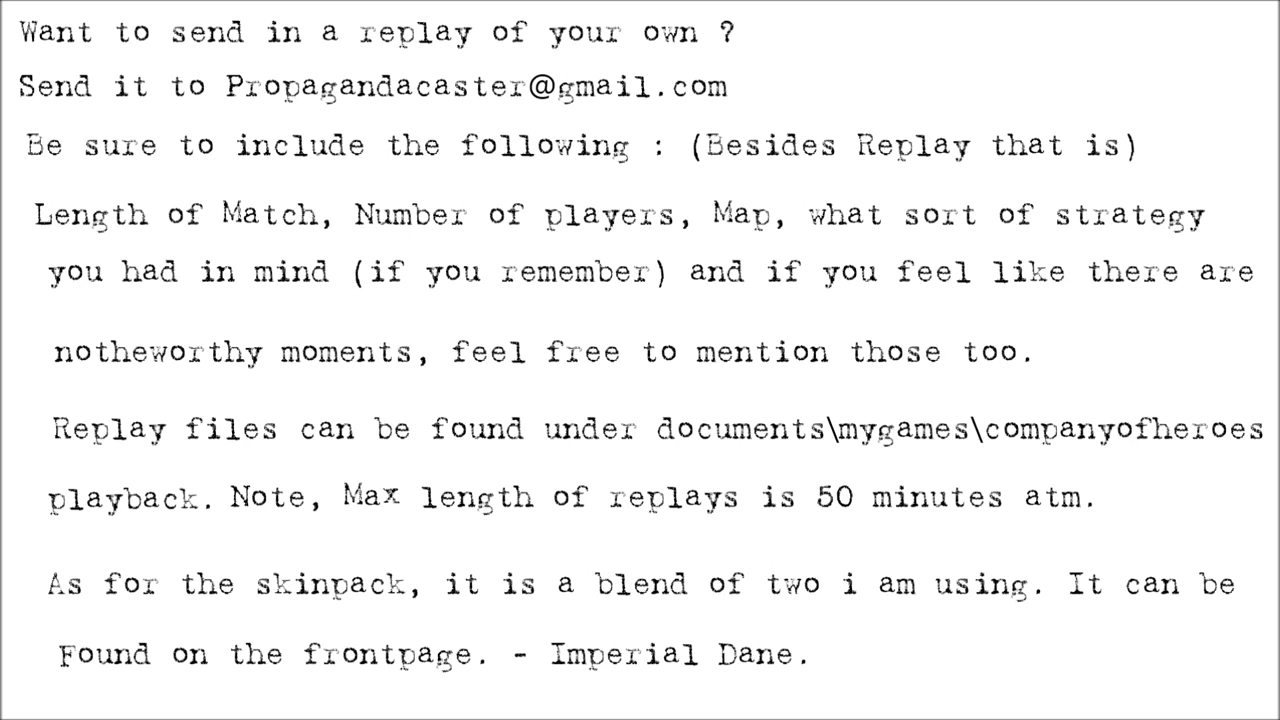 Want to send in a replay of your own ?
Send it to Propagandacaster@gmail.com
Be sure to include the following : (Besides Replay that is)
Length of Match, Number of players, Map, what sort of strategy
you had in mind (if you remember) and if you feel like there are
notheworthy moments, feel free to mention those too.
Replay files can be found under documents\mygames\companyofheroes
playback. Note, Max length of replays is 50 minutes atm.
As for the skinpack, it is a blend of two i am using. It can be
Found on the frontpage. - Imperial Dane.